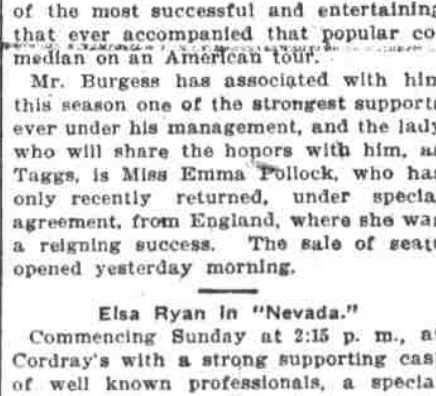 of the most successful and entertaining
that ever accompanied that popular co-
median on an American tour.
Mr. Burgess has associated with him
this season one of the strongest supports
ever under his management, and the lady
who will share the honors with him, as
Taggs, is Miss Emma Pollock, who has
only recently returned, under special
agreement, from England, where she was
a reigning success. The sale of seats
opened yesterday morning.
Elsa Ryan in "Nevada."
Commencing Sunday at 2:15 p. m., at
Cordray's with a strong supporting cast
of well known professionals, a special